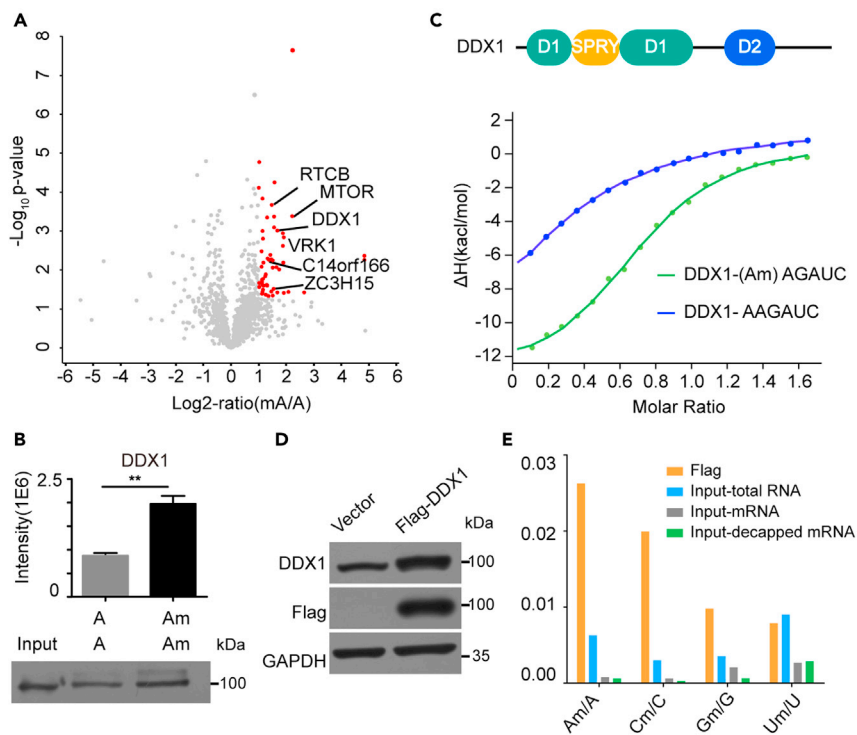 A
8
7
6
5
4
3
2
1
0
-Log10 p-value
RTCB
MTOR
DDX1
VRK1
C14orf166
ZC3H15
-6 -5 -4 -3 -2 -1 0 1 2 3 4 5 6
Log2-ratio(mA/A)
B
DDX1
**
2.5
0
Intensity(1E6)
A Am
Input A Am kDa
100
C
DDX1 D1 SPRY D1 D2
2
0
-2
-4
-6
-8
-10
-12
ΔH(kacl/mol)
DDX1-(Am) AGAUC
DDX1- AAGAUC
0 0.2 0.4 0.6 0.8 1.0 1.2 1.4 1.6
Molar Ratio
D
Vector Flag-DDX1 kDa
DDX1 100
Flag 100
GAPDH 35
E
0.03
0.01
0.00
Flag
Input-total RNA
Input-mRNA
Input-decapped mRNA
Am/A Cm/C Gm/G Um/U